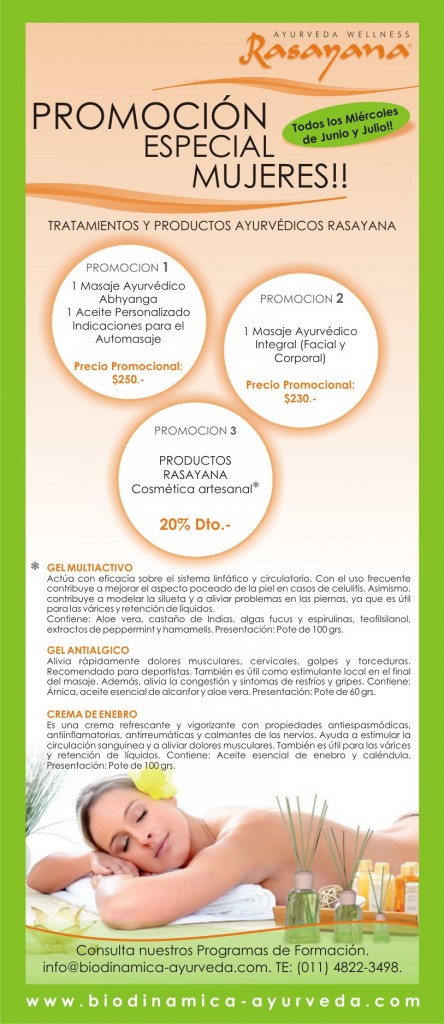 AYURVEDA WELLNESS
Rasayana
PROMOCIÓN
ESPECIAL
MUJERES!!
Todos los Miércoles
de Junio y Julio!!
TRATAMIENTOS Y PRODUCTOS AYURVÉDICOS RASAYANA
PROMOCION 1
1 Masaje Ayurvédico
Abhyanga
1 Aceite Personalizado
Indicaciones para el
Automasaje
Precio Promocional:
$250.-
PROMOCION 2
1 Masaje Ayurvédico
Integral (Facial y
Corporal)
Precio Promocional:
$230.-
PROMOCION 3
PRODUCTOS
RASAYANA
Cosmética artesanal*
20% Dto.-
* GEL MULTIACTIVO
Actúa con eficacia sobre el sistema linfático y circulatorio. Con el uso frecuente
contribuye a mejorar el aspecto poceado de la piel en casos de celulitis. Asimismo,
contribuye a modelar la silueta y a aliviar problemas en las piernas, ya que es útil
para las várices y retención de líquidos.
Contiene: Aloe vera, castaño de Indias, algas fucus y espirulinas, teofilsilanol,
extractos de peppermint y hamamelis. Presentación: Pote de 100 grs.
GEL ANTIALGICO
Alivia rápidamente dolores musculares, cervicales, golpes y torceduras.
Recomendado para deportistas. También es útil como estimulante local en el final
del masaje. Además, alivia la congestión y síntomas de resfríos y gripes. Contiene:
Árnica, aceite esencial de alcanfor y aloe vera. Presentación: Pote de 60 grs.
CREMA DE ENEBRO
Es una crema refrescante y vigorizante con propiedades antiespasmódicas,
antiinflamatorias, antirreumáticas y calmantes de los nervios. Ayuda a estimular la
circulación sanguínea y a aliviar dolores musculares. También es útil para las várices
y retención de líquidos. Contiene: Aceite esencial de enebro y caléndula.
Presentación: Pote de 100 grs.
Consulta nuestros Programas de Formación.
info@biodinamica-ayurveda.com. TE: (011) 4822-3498.
www.biodinamica-ayurveda.com